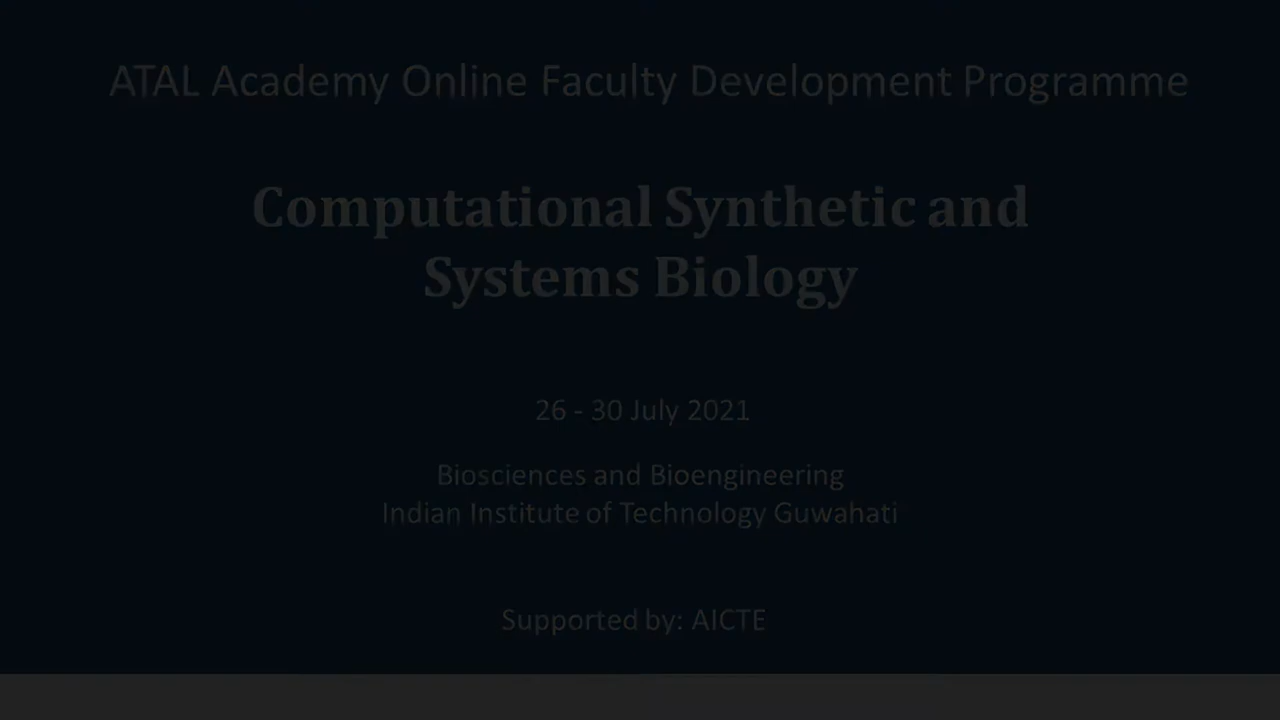 ATAL Academy Online Faculty Development Programme
Computational Synthetic and
Systems Biology
26 - 30 July 2021
Biosciences and Bioengineering
Indian Institute of Technology Guwahati
Supported by: AICTE